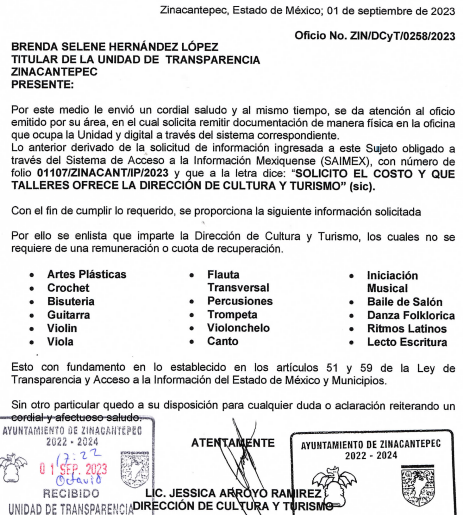 Zinacantepec, Estado de México; 01 de septiembre de 2023
Oficio No. ZIN/DCyT/0258/2023
BRENDA SELENE HERNÁNDEZ LÓPEZ
TITULAR DE LA UNIDAD DE TRANSPARENCIA
ZINACANTEPEC
PRESENTE:
Por este medio le envió un cordial saludo y al mismo tiempo, se da atención al oficio
emitido por su área, en el cual solicita remitir documentación de manera física en la oficina
que ocupa la Unidad y digital a través del sistema correspondiente.
Lo anterior derivado de la solicitud de información ingresada a este Sujeto obligado a
través del Sistema de Acceso a la Información Mexiquense (SAIMEX), con número de
folio 01107/ZINACANT/IP/2023 y que a la letra dice: “SOLICITO EL COSTO Y QUE
TALLERES OFRECE LA DIRECCIÓN DE CULTURA Y TURISMO” (sic).
Con el fin de cumplir lo requerido, se proporciona la siguiente información solicitada
Por ello se enlista que imparte la Dirección de Cultura y Turismo, los cuales no se
requiere de una remuneración o cuota de recuperación.
• Artes Plásticas
• Crochet
• Bisuteria
• Guitarra
• Violin
• Viola
• Flauta
Transversal
• Percusiones
• Trompeta
• Violonchelo
• Canto
• Iniciación
Musical
• Baile de Salón
• Danza Folklorica
• Ritmos Latinos
• Lecto Escritura
Esto con fundamento en lo establecido en los artículos 51 y 59 de la Ley de
Transparencia y Acceso a la Información del Estado de México y Municipios.
Sin otro particular quedo a su disposición para cualquier duda o aclaración reiterando un
cordial y afectuoso saludo.
AYUNTAMIENTO DE ZINACANTEPEC
2022 - 2024
17:22
01 SEP. 2023
Octavio
RECIBIDO
UNIDAD DE TRANSPARENCIA
ATENTAMENTE
LIC. JESSICA ARROYO RAMIREZ
DIRECCIÓN DE CULTURA Y TURISMO
AYUNTAMIENTO DE ZINACANTEPEC
2022 - 2024